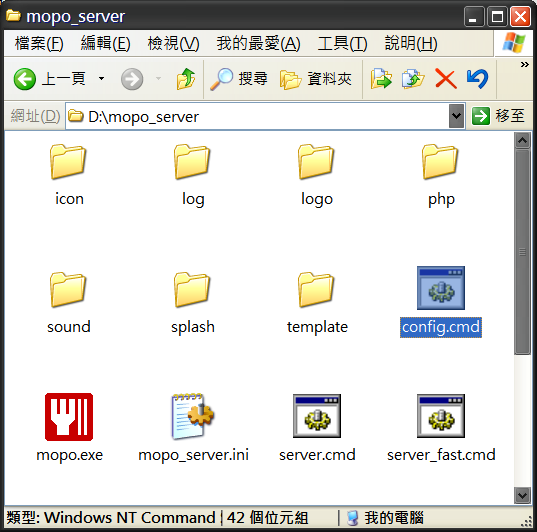 mopo_server
檔案(F) 編輯(E) 檢視(V) 我的最愛(A) 工具(T) 說明(H)
上一頁 搜尋 資料夾 »
網址(D) D:\mopo_server 移至
icon log logo php
sound splash template config.cmd
mopo.exe mopo_server.ini server.cmd server_fast.cmd
類型: Windows NT Command 42 個位元組 我的電腦